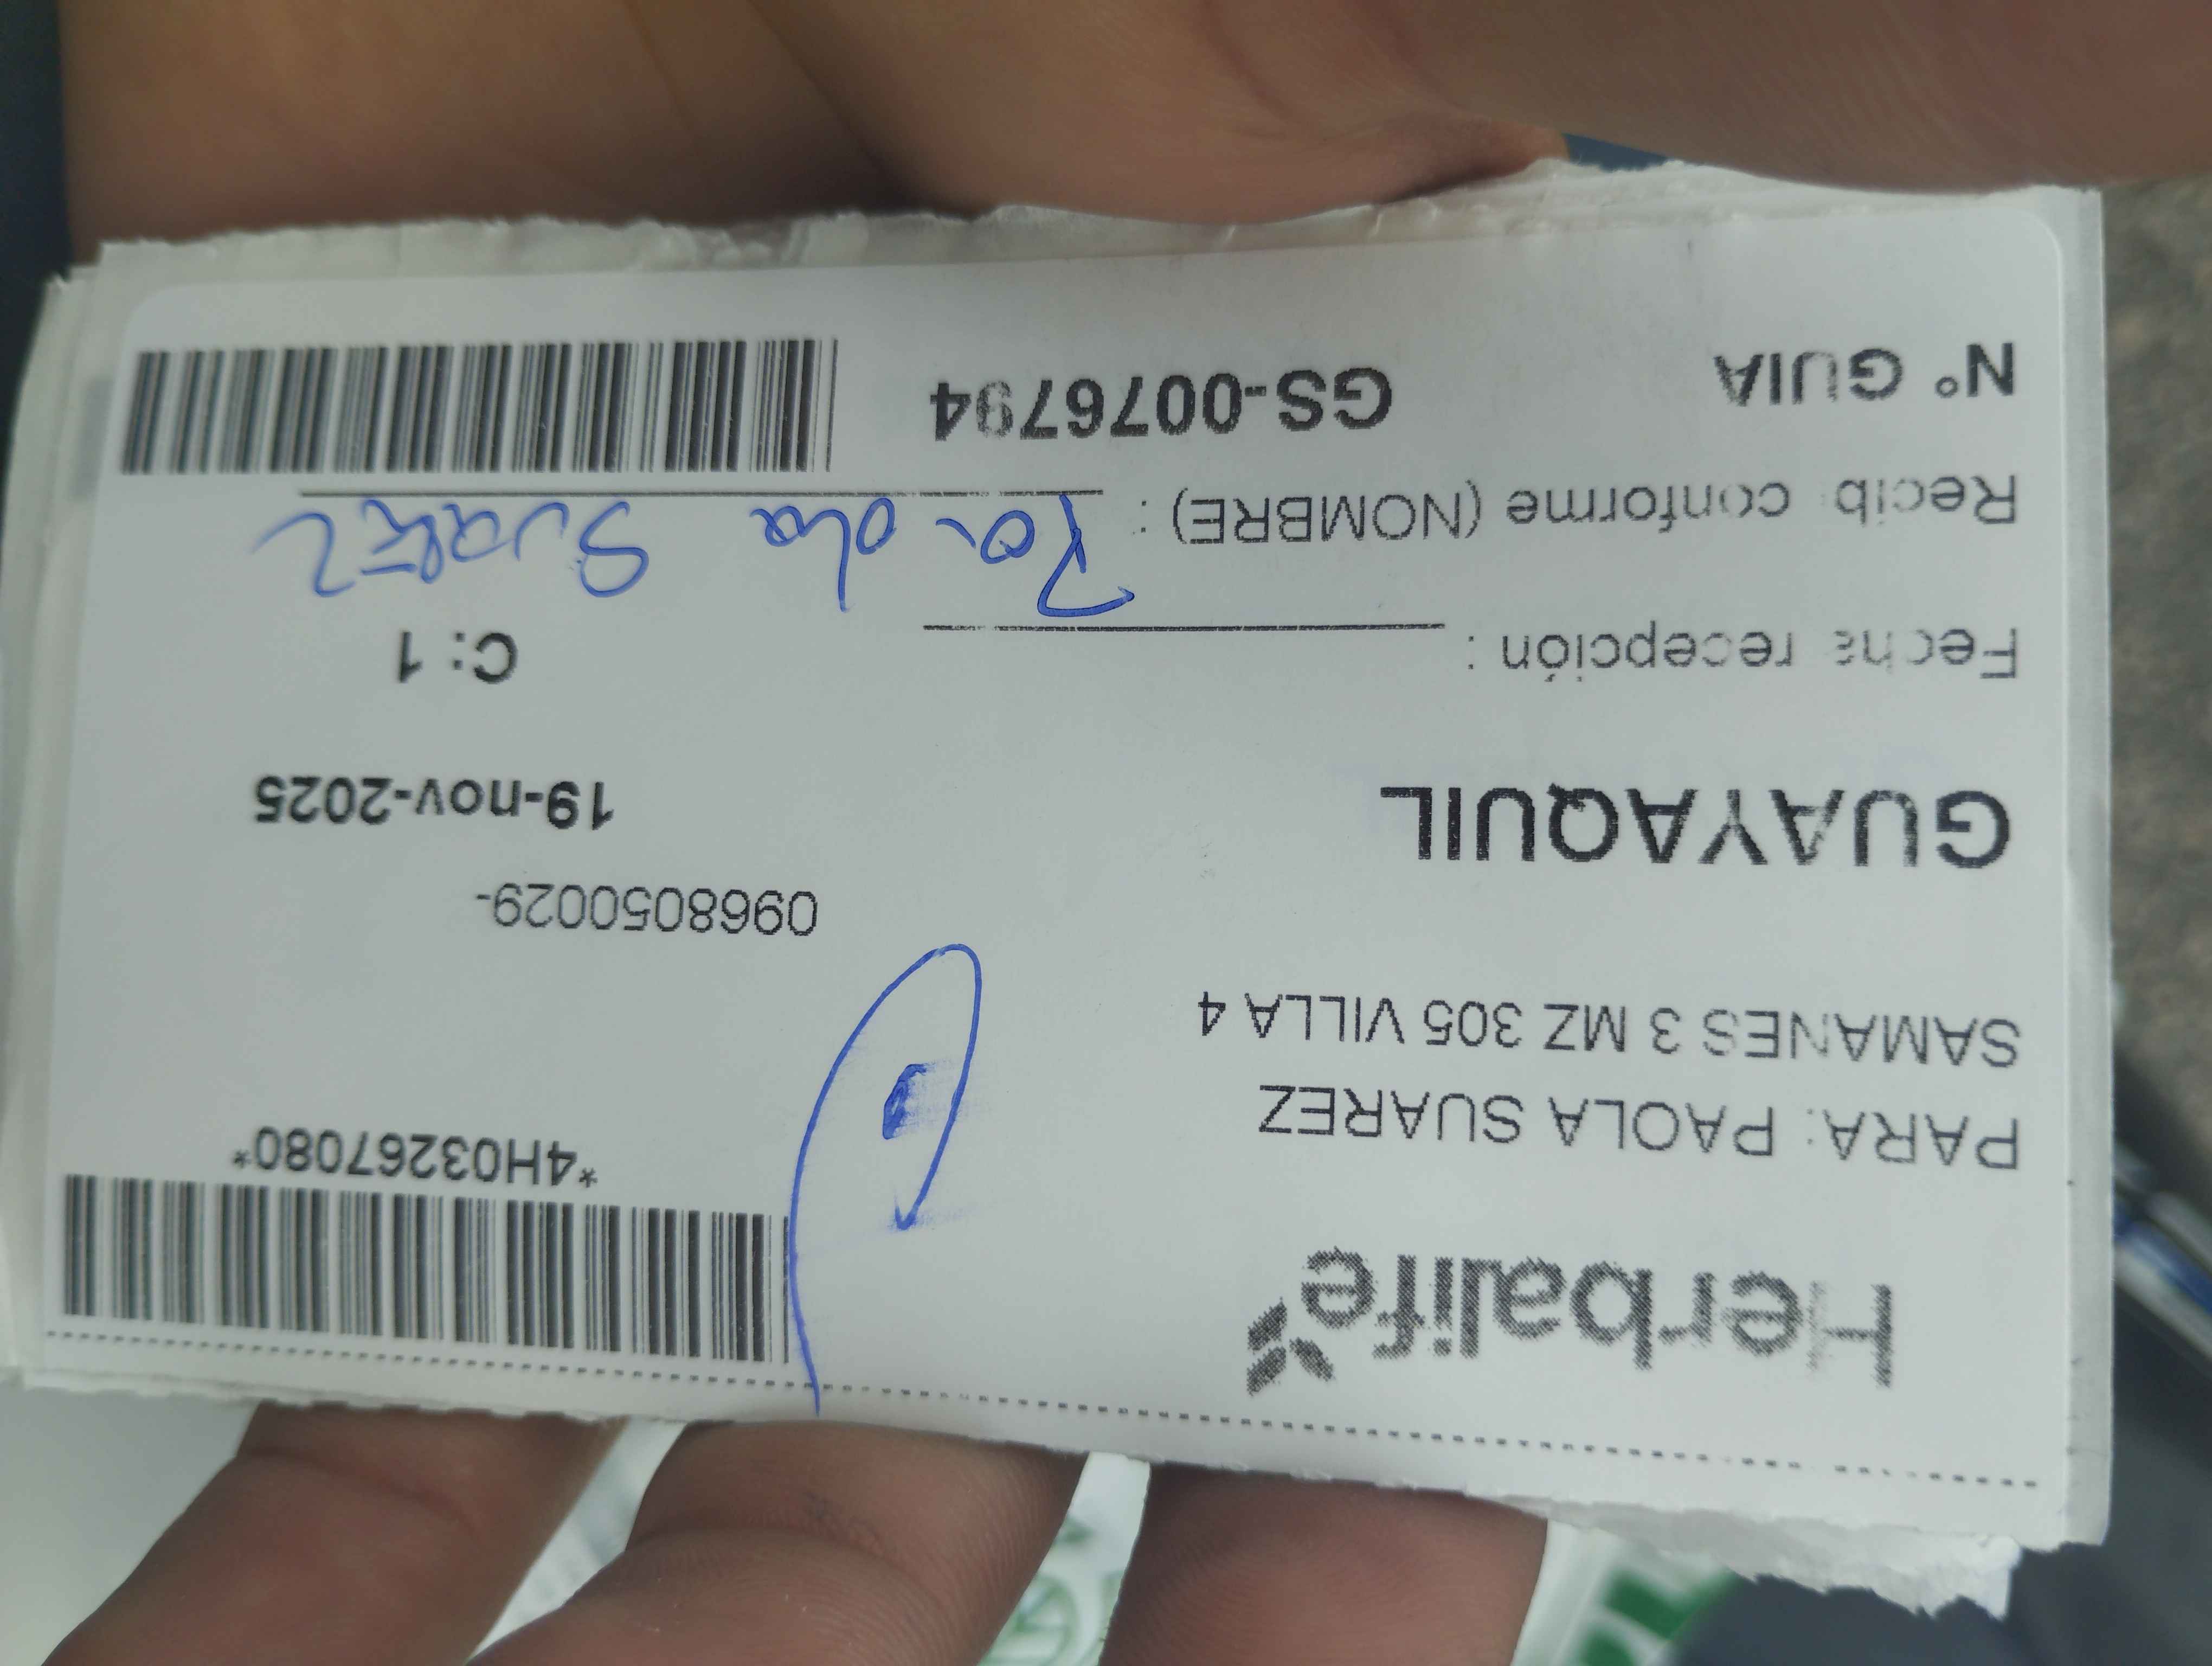 Herbalife
*4H03267080*
PARA: PAOLA SUAREZ
SAMANES 3 MZ 305 VILLA 4
0968050029-
GUAYAQUIL
19-nov-2025
C: 1
Fecha recepción :
Recib conforme (NOMBRE) : Paola Suarez
N° GUIA GS-0076794